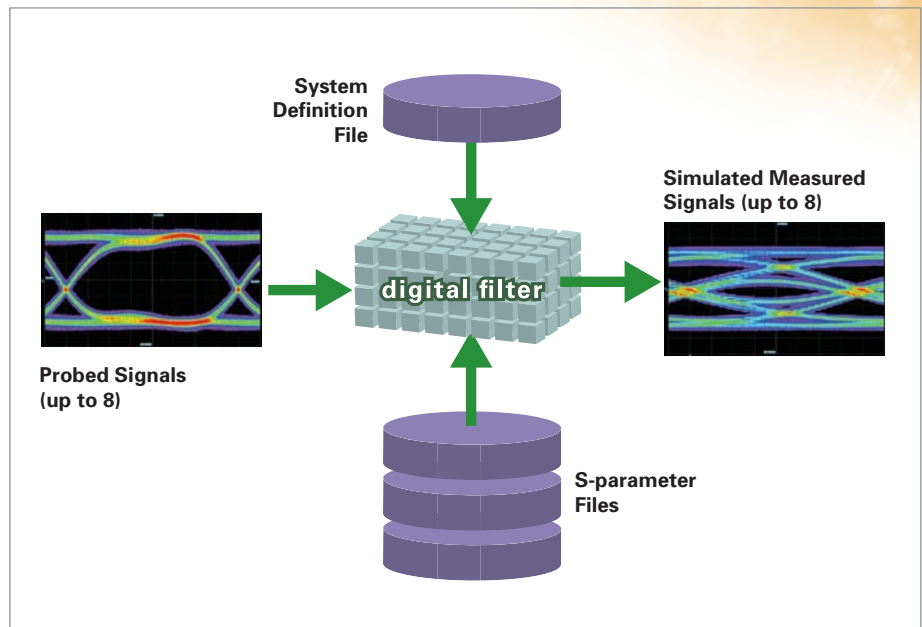 System
Definition
File
Simulated Measured
Signals (up to 8)
digital filter
Probed Signals
(up to 8)
S-parameter
Files